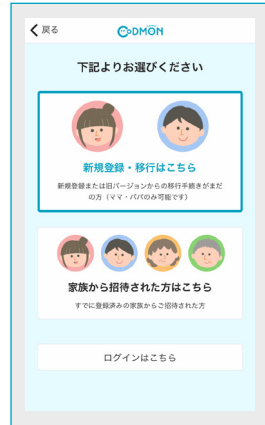 戻る
CoDMON
下記よりお選びください
新規登録・移行はこちら
新規登録または旧バージョンからの移行手続きがまだ
の方（ママ・パパのみ可能です）
家族から招待された方はこちら
すでに登録済みの家族からご招待された方
ログインはこちら